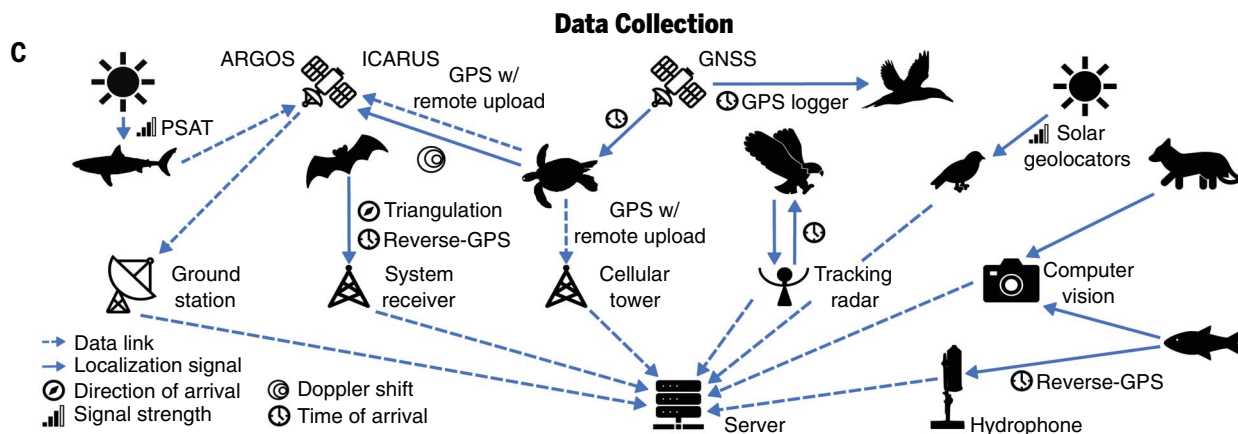 Data Collection
C
ARGOS
ICARUS
GPS w/
remote upload
GNSS
GPS logger
PSAT
Solar
geolocators
Triangulation
Reverse-GPS
GPS w/
remote upload
Ground
station
System
receiver
Cellular
tower
Tracking
radar
Computer
vision
Data link
Localization signal
Direction of arrival
Doppler shift
Signal strength
Time of arrival
Server
Reverse-GPS
Hydrophone